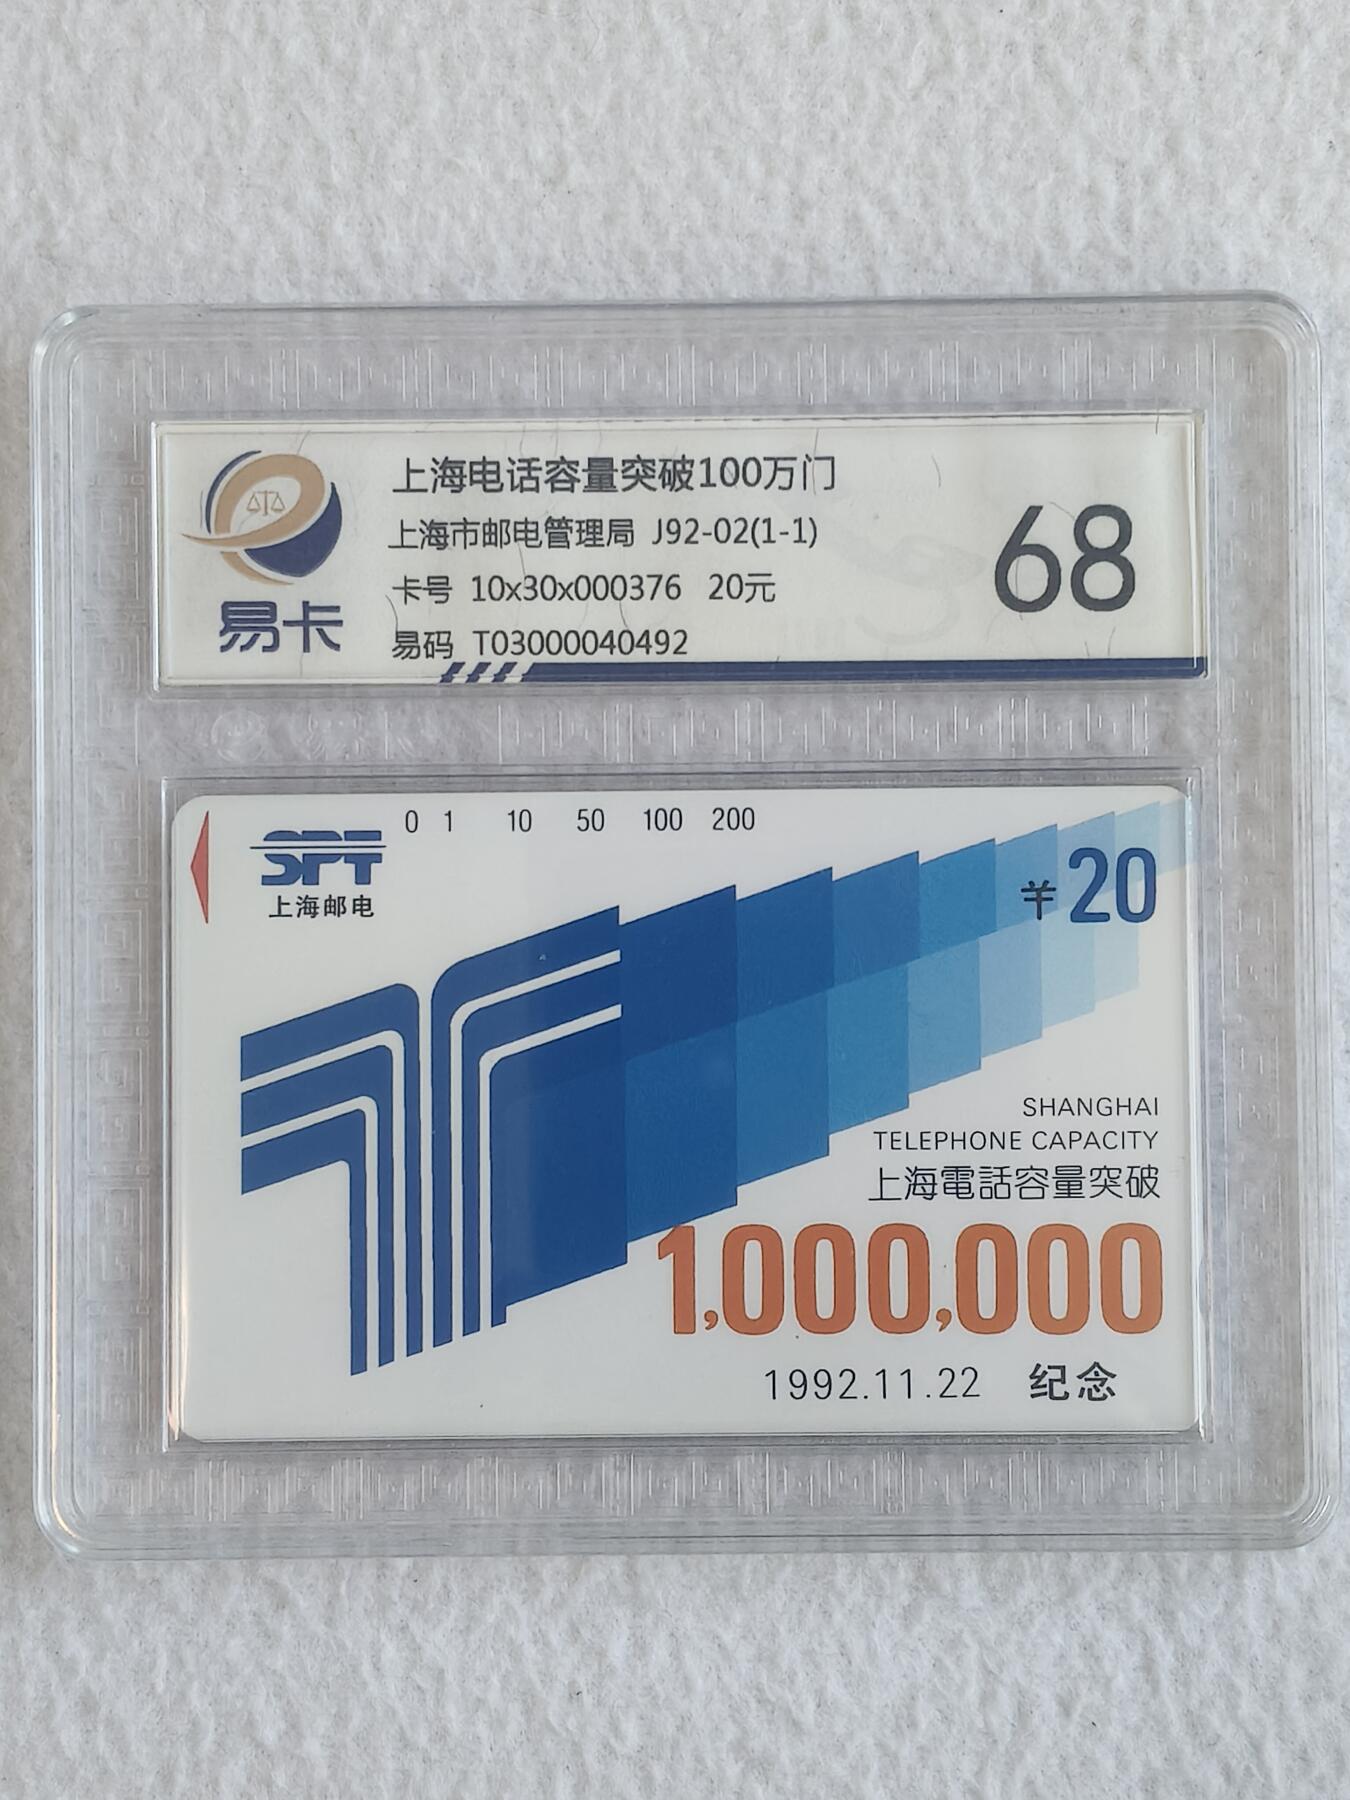 上海电话容量突破100万门
上海市邮电管理局 J92-02(1-1)
卡号 10x30x000376 20元
易码 T03000040492
易卡
68
0 1 10 50 100 200
SPT
上海邮电
¥20
SHANGHAI
TELEPHONE CAPACITY
上海電話容量突破
1,000,000
1992.11.22 纪念